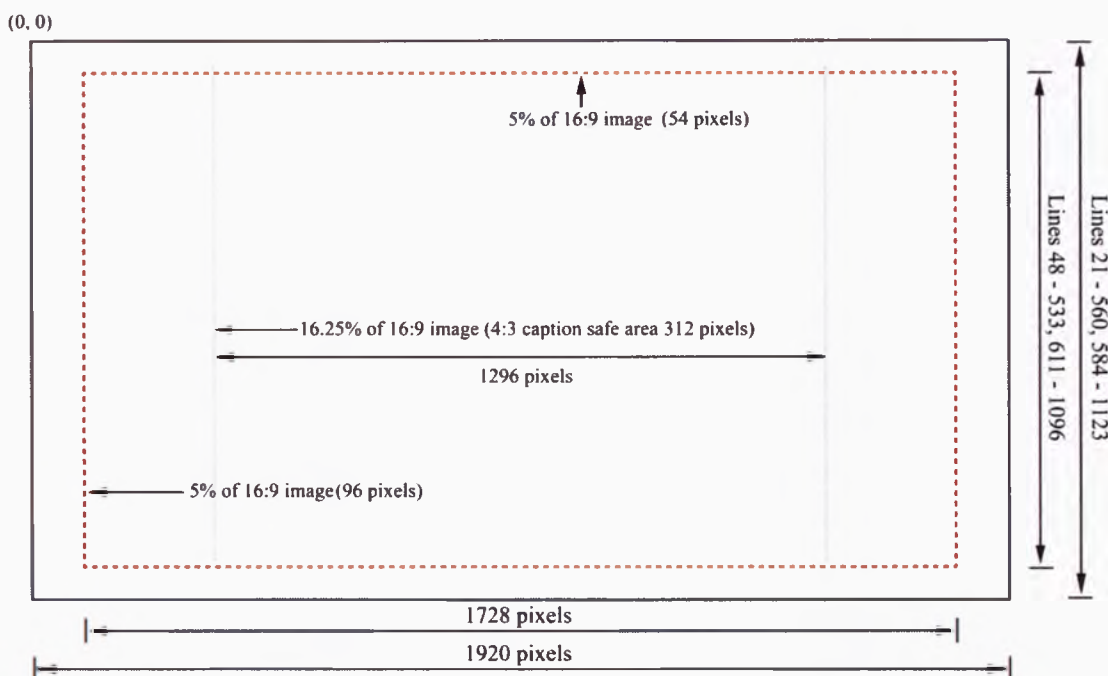 (0, 0)
5% of 16:9 image (54 pixels)
16.25% of 16:9 image (4:3 caption safe area 312 pixels)
1296 pixels
5% of 16:9 image(96 pixels)
Lines 48 - 533, 611 - 1096
Lines 21 - 560, 584 - 1123
1728 pixels
1920 pixels